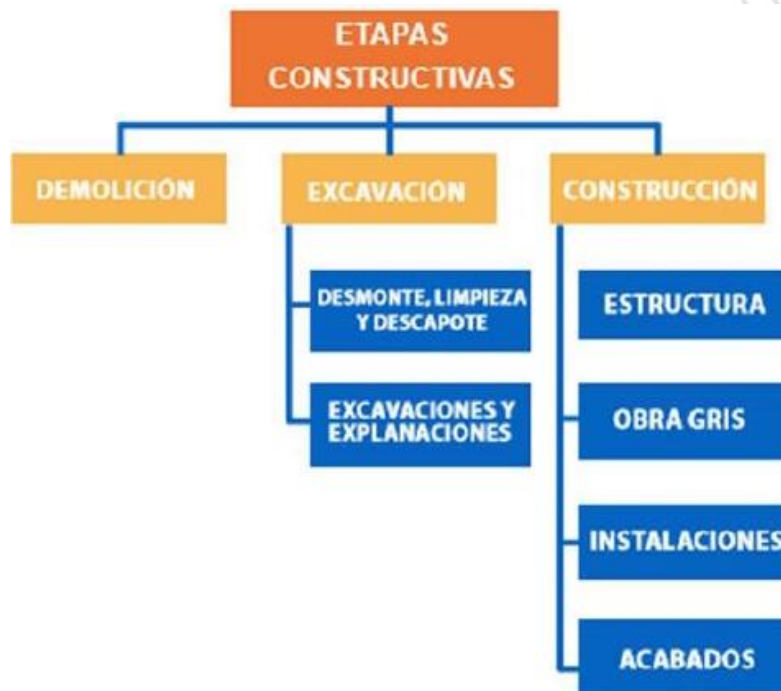 ETAPAS
CONSTRUCTIVAS
DEMOLICIÓN
EXCAVACIÓN
CONSTRUCCIÓN
DESMONTE, LIMPIEZA
Y DESCAPOTE
EXCAVACIONES Y
EXPLANACIONES
ESTRUCTURA
OBRA GRIS
INSTALACIONES
ACABADOS